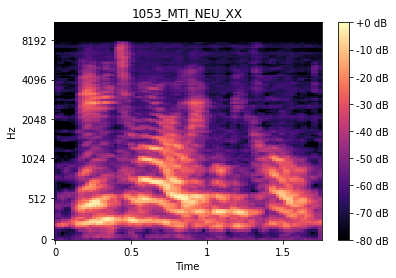 1053_MTI_NEU_XX
+0 dB
8192
-10 dB
4096
-20 dB
-30 dB
2048
Hz
-40 dB
1024
-50 dB
512
-60 dB
-70 dB
0
-80 dB
0
0.5
1
1.5
Time